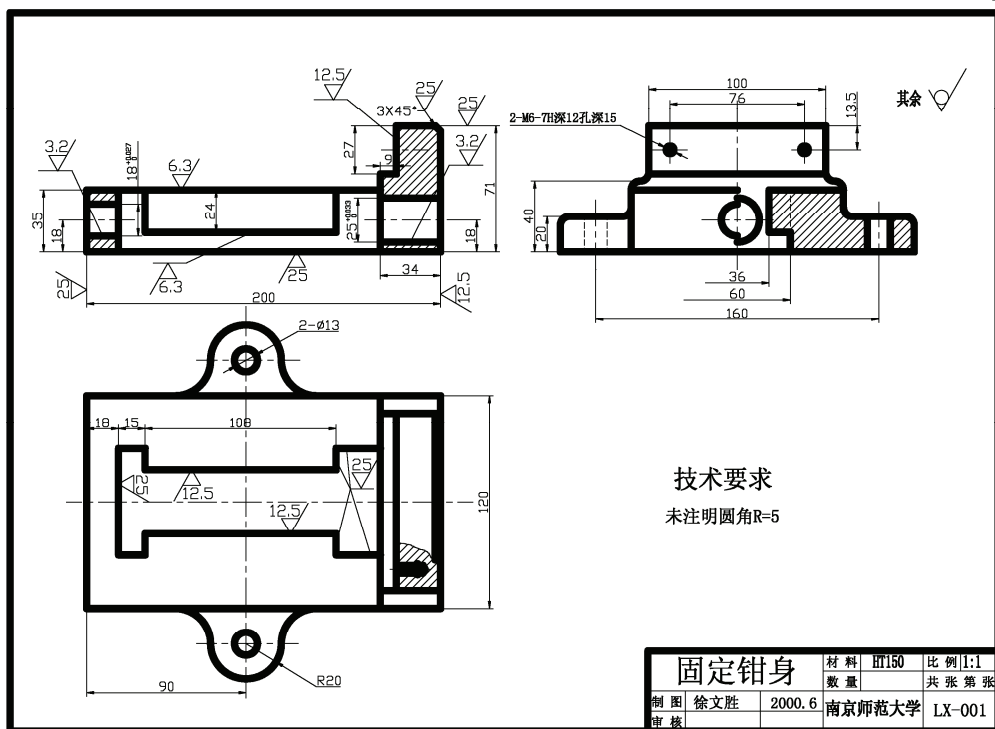 12.5
25
3X45°
25
3.2
27
9
71
3.2
18 +0.027 0
6.3
35
18
24
25 +0.033 0
18
25
6.3
25
34
12.5
200
100
76
13.5
2-M6-7H深12孔深15
其余
40
20
36
60
160
2-Ø13
18
15
108
25
12.5
25
12.5
120
90
R20
技术要求
未注明圆角R=5
固定钳身
材料 HT150 比例 1:1
数量 共 张 第 张
制图 徐文胜 2000.6 南京师范大学 LX-001
审核